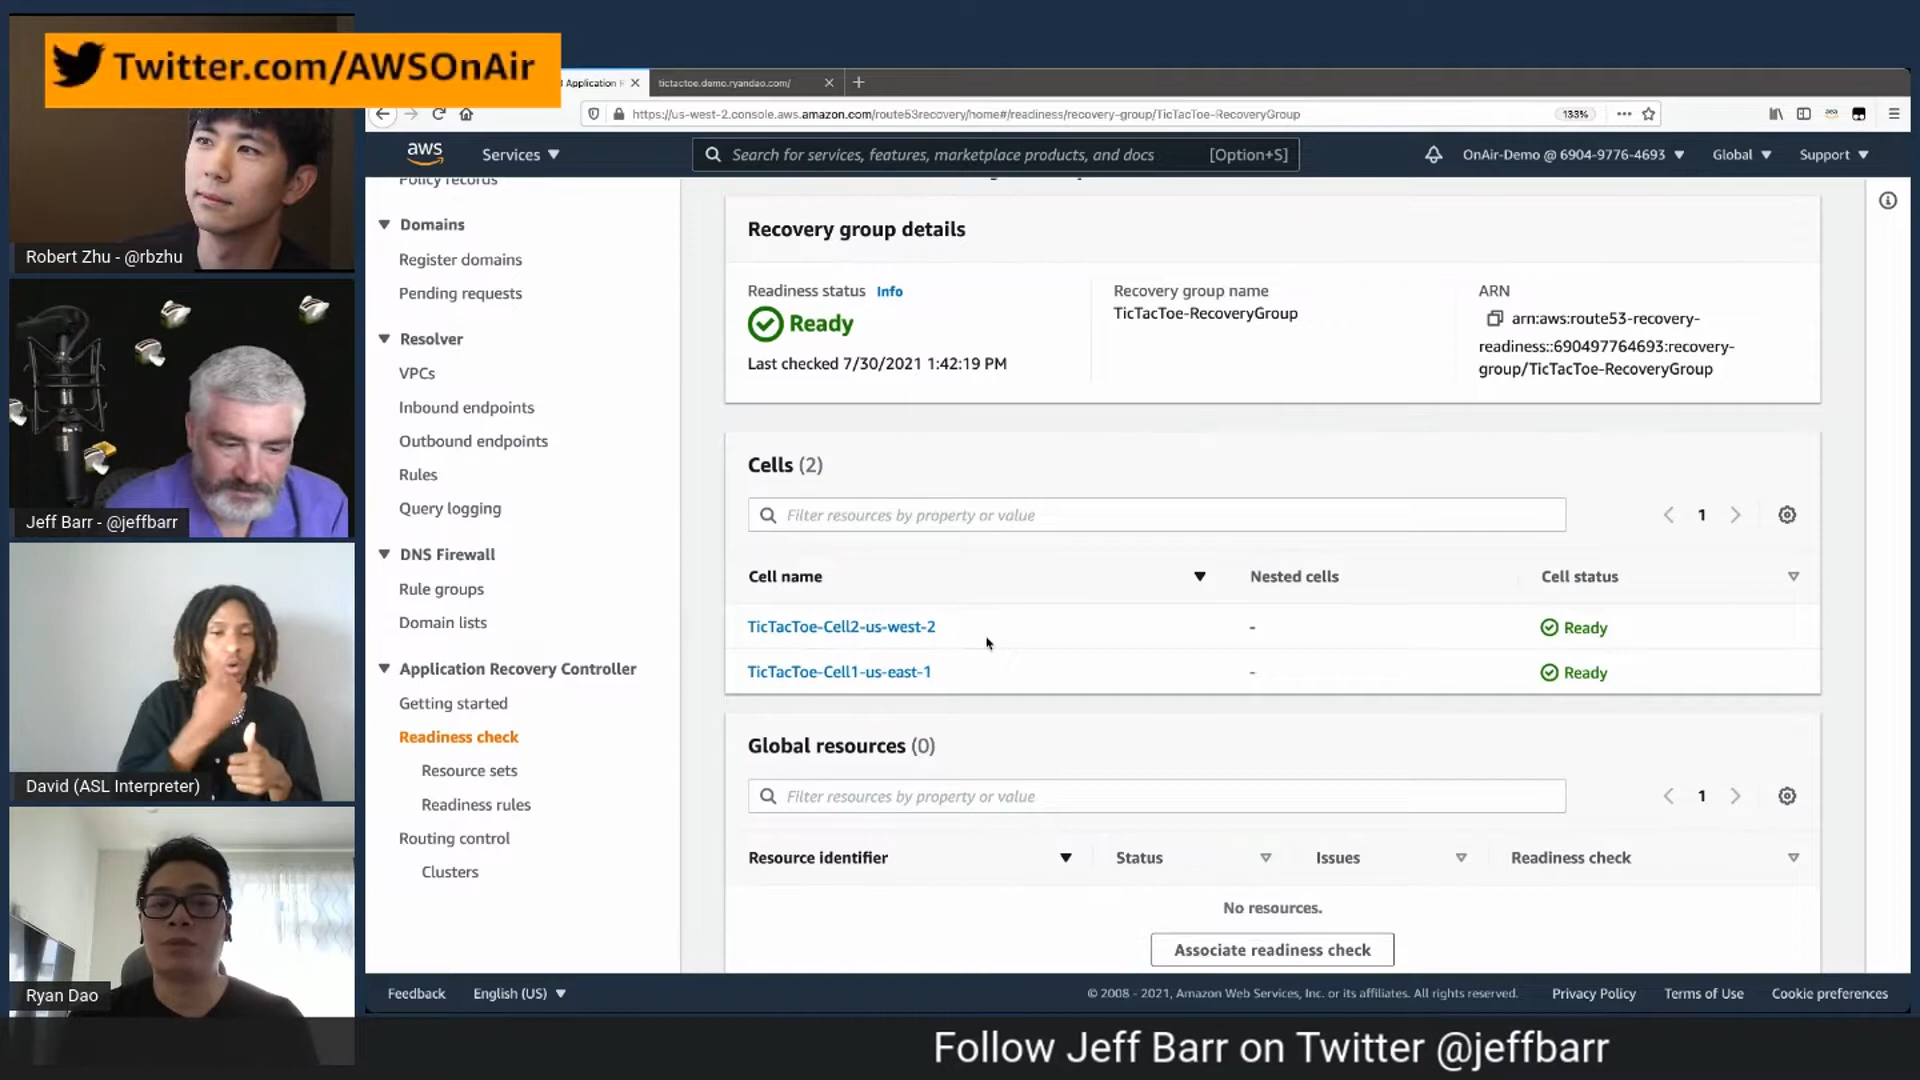 Twitter.com/AWSOnAir
Robert Zhu - @rbzhu
Jeff Barr - @jeffbarr
David (ASL Interpreter)
Ryan Dao
tictactoe.demo.ryandao.com/
https://us-west-2.console.aws.amazon.com/route53recovery/home#/readiness/recovery-group/TicTacToe-RecoveryGroup
133%
aws
Services
Search for services, features, marketplace products, and docs
[Option+S]
OnAir-Demo @ 6904-9776-4693
Global
Support
Policy records
Domains
Register domains
Pending requests
Resolver
VPCs
Inbound endpoints
Outbound endpoints
Rules
Query logging
DNS Firewall
Rule groups
Domain lists
Application Recovery Controller
Getting started
Readiness check
Resource sets
Readiness rules
Routing control
Clusters
Recovery group details
Readiness status Info
Ready
Last checked 7/30/2021 1:42:19 PM
Recovery group name
TicTacToe-RecoveryGroup
ARN
arn:aws:route53-recovery-
readiness::690497764693:recovery-
group/TicTacToe-RecoveryGroup
Cells (2)
Filter resources by property or value
1
Cell name
Nested cells
Cell status
TicTacToe-Cell2-us-west-2
-
Ready
TicTacToe-Cell1-us-east-1
-
Ready
Global resources (0)
Filter resources by property or value
1
Resource identifier
Status
Issues
Readiness check
No resources.
Associate readiness check
Feedback
English (US)
© 2008 - 2021, Amazon Web Services, Inc. or its affiliates. All rights reserved.
Privacy Policy
Terms of Use
Cookie preferences
Follow Jeff Barr on Twitter @jeffbarr